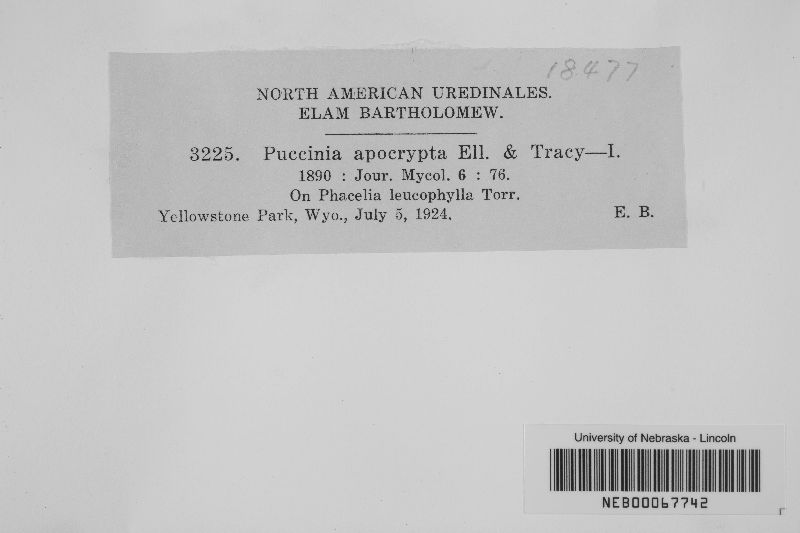 18477
NORTH AMERICAN UREDINALES.
ELAM BARTHOLOMEW.
3225. Puccinia apocrypta Ell. & Tracy—I.
1890 : Jour. Mycol. 6 : 76.
On Phacelia leucophylla Torr.
Yellowstone Park, Wyo., July 5, 1924. E. B.
University of Nebraska - Lincoln
NEB00067742